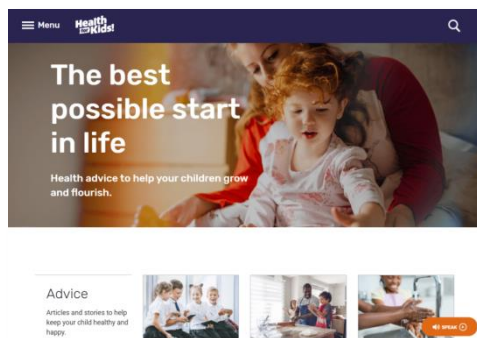 Menu
Health
for Kids!
The best
possible start
in life
Health advice to help your children grow
and flourish.
Advice
Articles and stories to help
keep your child healthy and
happy.
SPEAK